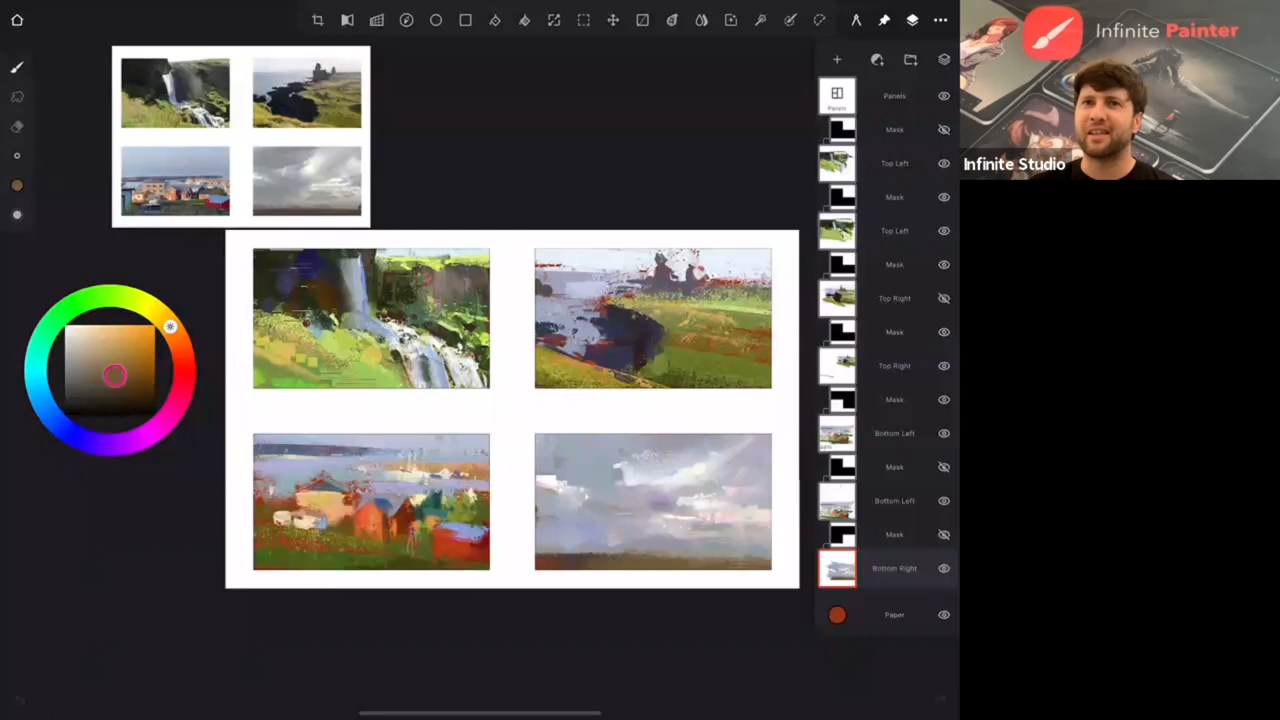 Infinite Painter
Infinite Studio
Panels
Panels
Mask
Top Left
Mask
Top Left
Mask
Top Right
Mask
Top Right
Mask
Bottom Left
Mask
Bottom Left
Mask
Bottom Right
Paper